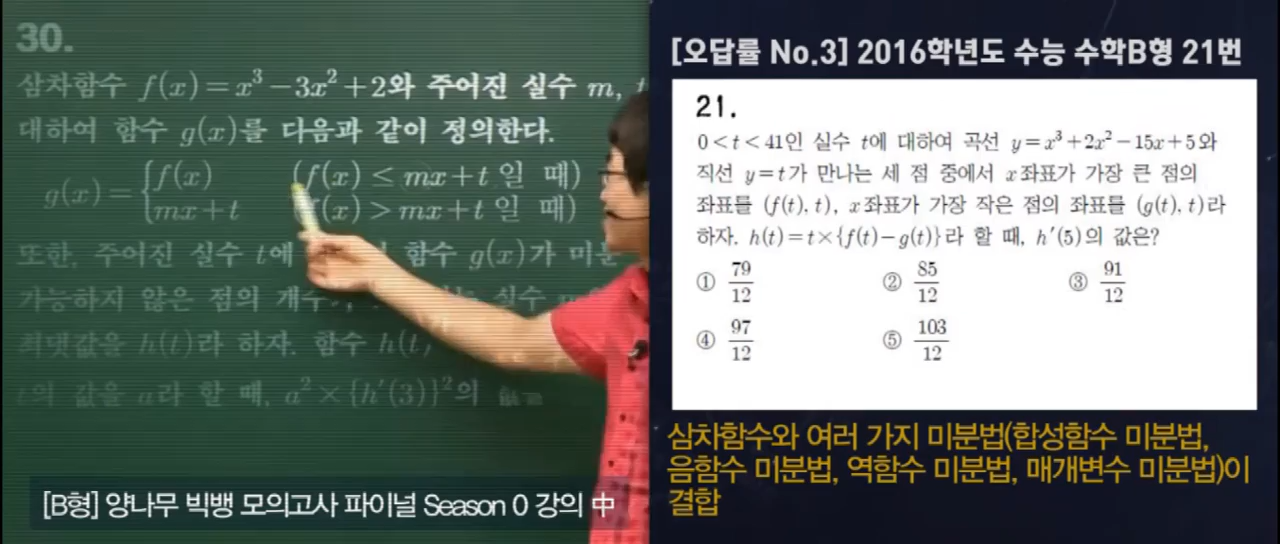 30.
삼차함수 f(x)=x³-3x²+2와 주어진 실수 m, t
대하여 함수 g(x)를 다음과 같이 정의한다.
g(x)={f(x) (f(x)≤mx+t일 때)
mx+t (f(x)>mx+t일 때)
또한, 주어진 실수 t에 함수 g(x)가 미분
가능하지 않은 점의 개수 실수
최댓값을 h(t)라 하자. 함수 h(t)
t의 값을 a라 할 때, a²×{h′(3)}²의
[B형] 양나무 빅뱅 모의고사 파이널 Season 0 강의 中
[오답률 No.3] 2016학년도 수능 수학B형 21번
21.
0<t<41인 실수 t에 대하여 곡선 y=x³+2x²-15x+5와
직선 y=t가 만나는 세 점 중에서 x좌표가 가장 큰 점의
좌표를 (f(t), t), x좌표가 가장 작은 점의 좌표를 (g(t), t)라
하자. h(t)=t×{f(t)-g(t)}라 할 때, h′(5)의 값은?
① 79/12 ② 85/12 ③ 91/12
④ 97/12 ⑤ 103/12
삼차함수와 여러 가지 미분법(합성함수 미분법,
음함수 미분법, 역함수 미분법, 매개변수 미분법)이
결합